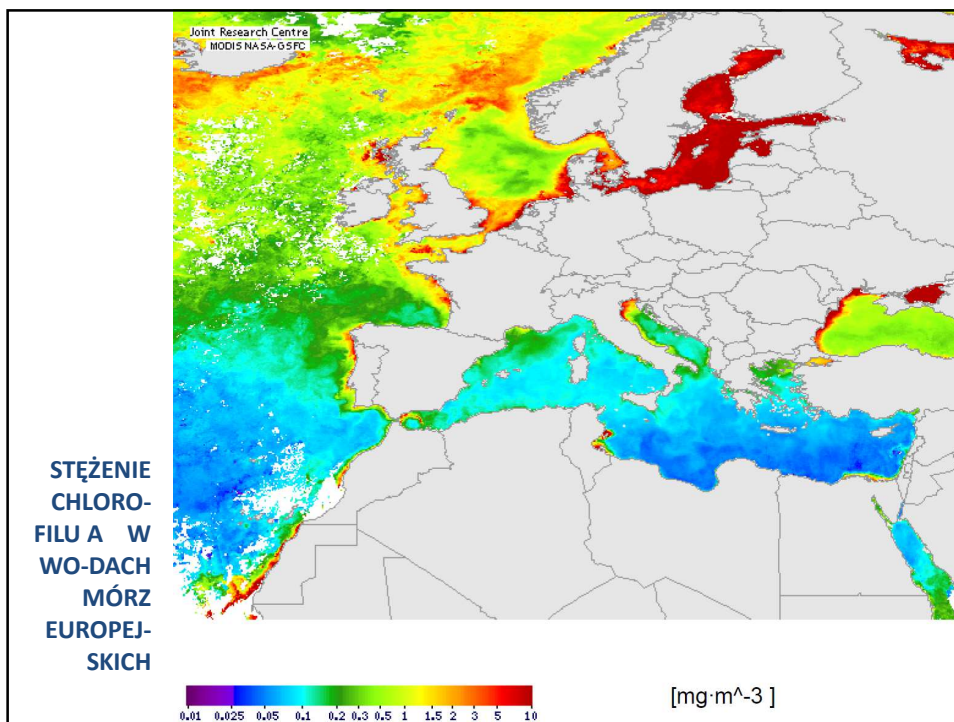 Joint Research Centre
MODIS NASA-GSFC
STĘŻENIE
CHLORO-
FILU A W
WO-DACH
MÓRZ
EUROPEJ-
SKICH
0.01 0.025 0.05 0.1 0.2 0.3 0.5 1 1.5 2 3 5 10
[mg·m^-3 ]